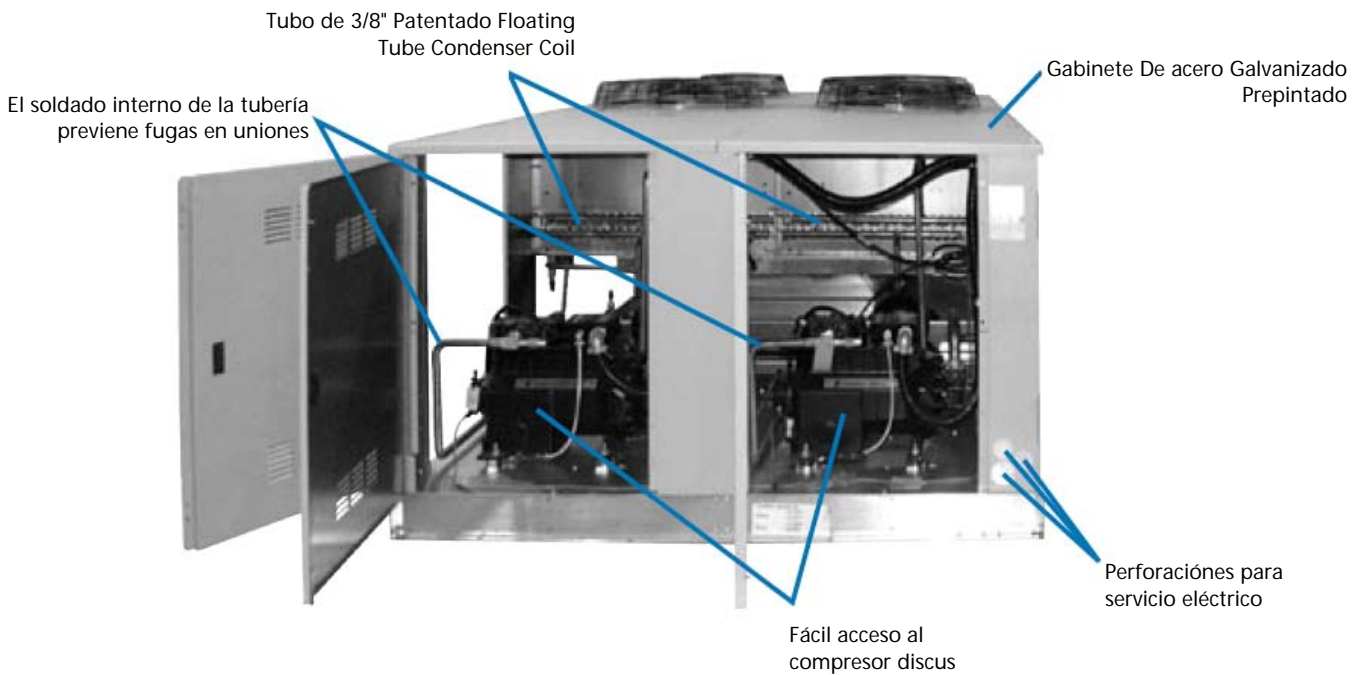 Tubo de 3/8" Patentado Floating
Tube Condenser Coil
Gabinete De acero Galvanizado
Prepintado
El soldado interno de la tubería
previene fugas en uniones
Perforaciónes para
servicio eléctrico
Fácil acceso al
compresor discus